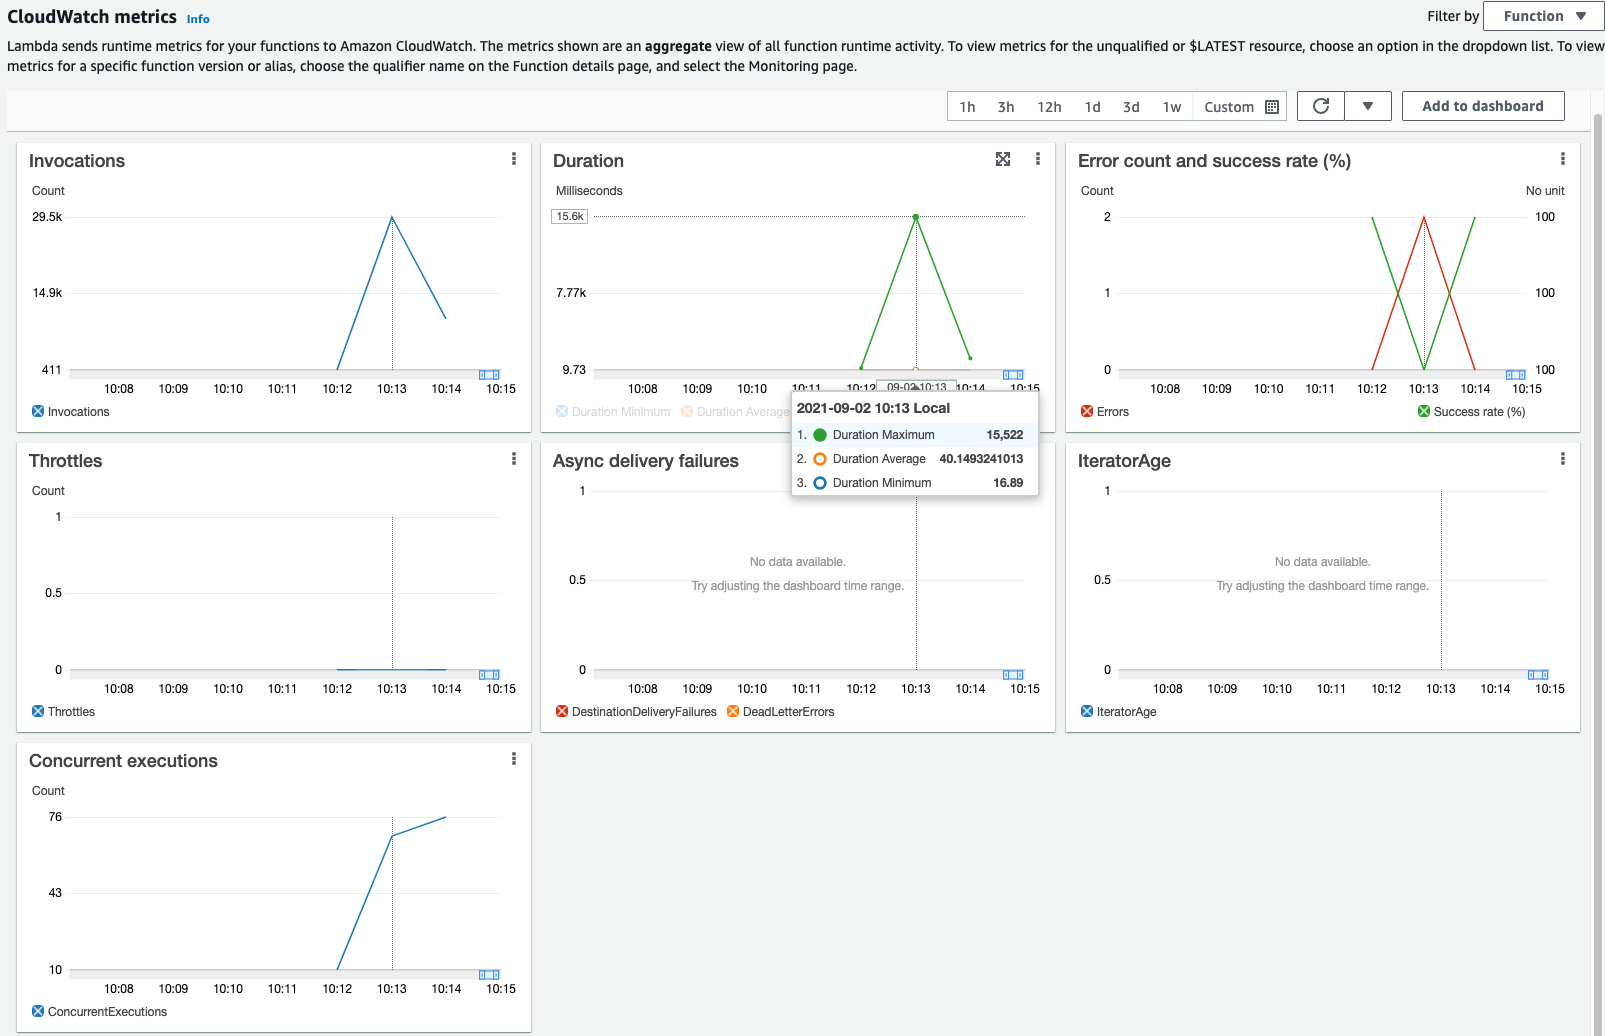 CloudWatch metrics Info
Filter by Function
Lambda sends runtime metrics for your functions to Amazon CloudWatch. The metrics shown are an aggregate view of all function runtime activity. To view metrics for the unqualified or $LATEST resource, choose an option in the dropdown list. To view
metrics for a specific function version or alias, choose the qualifier name on the Function details page, and select the Monitoring page.
1h 3h 12h 1d 3d 1w Custom Add to dashboard
Invocations
Count
29.5k
14.9k
411
10:08 10:09 10:10 10:11 10:12 10:13 10:14 10:15
Invocations
Duration
Milliseconds
15.6k
7.77k
9.73
10:08 10:09 10:10 10:11 10:12 09-02 10:13 10:14 10:15
Duration Minimum Duration Average
2021-09-02 10:13 Local
1. Duration Maximum 15,522
2. Duration Average 40.1493241013
3. Duration Minimum 16.89
Error count and success rate (%)
Count No unit
2 100
1 100
0 100
10:08 10:09 10:10 10:11 10:12 10:13 10:14 10:15
Errors Success rate (%)
Throttles
Count
1
0.5
0
10:08 10:09 10:10 10:11 10:12 10:13 10:14 10:15
Throttles
Async delivery failures
1
No data available.
0.5
Try adjusting the dashboard time range.
0
10:08 10:09 10:10 10:11 10:12 10:13 10:14 10:15
DestinationDeliveryFailures DeadLetterErrors
IteratorAge
1
No data available.
0.5
Try adjusting the dashboard time range.
0
10:08 10:09 10:10 10:11 10:12 10:13 10:14 10:15
IteratorAge
Concurrent executions
Count
76
43
10
10:08 10:09 10:10 10:11 10:12 10:13 10:14 10:15
ConcurrentExecutions